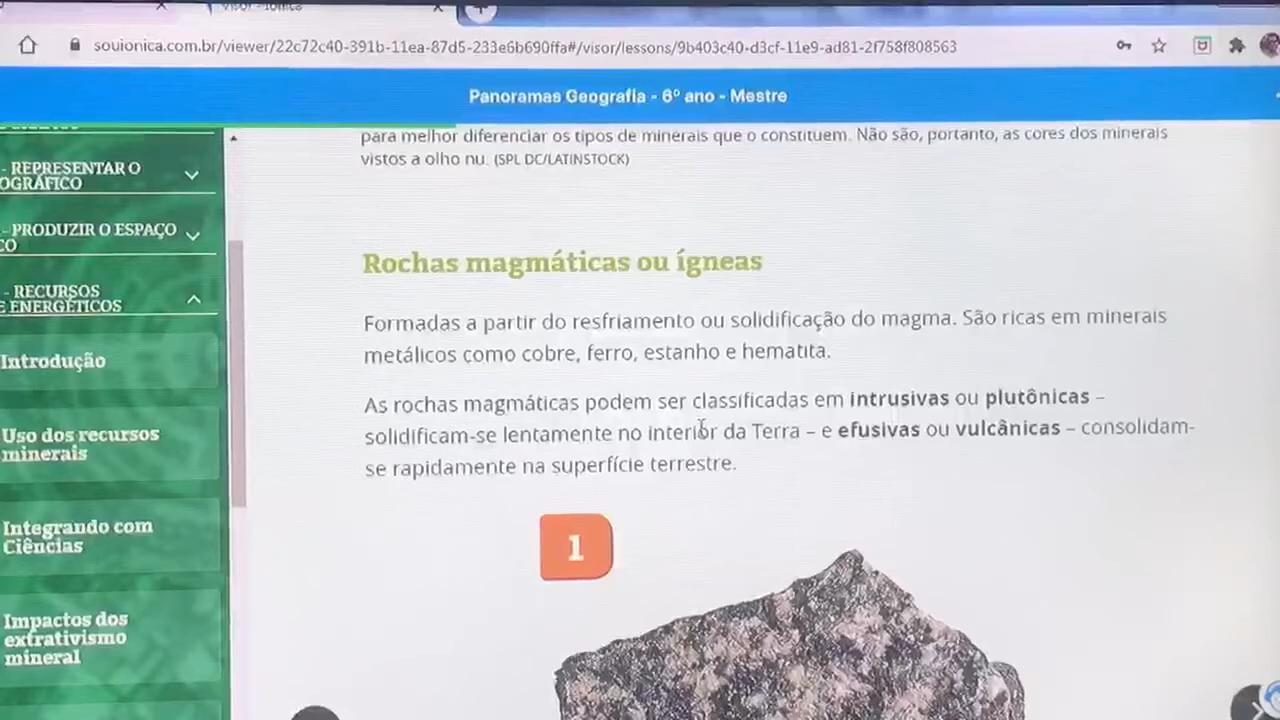 souionica.com.br/viewer/22c72c40-391b-11ea-87d5-233e6b690ffa#/visor/lessons/9b403c40-d3cf-11e9-ad81-2f758f808563
Panoramas Geografia - 6º ano - Mestre
- REPRESENTAR O
OGRÁFICO
- PRODUZIR O ESPAÇO
CO
- RECURSOS
E ENERGÉTICOS
Introdução
Uso dos recursos
minerais
Integrando com
Ciências
Impactos dos
extrativismo
mineral
para melhor diferenciar os tipos de minerais que o constituem. Não são, portanto, as cores dos minerais
vistos a olho nu. (SPL DC/LATINSTOCK)
Rochas magmáticas ou ígneas
Formadas a partir do resfriamento ou solidificação do magma. São ricas em minerais
metálicos como cobre, ferro, estanho e hematita.
As rochas magmáticas podem ser classificadas em intrusivas ou plutônicas –
solidificam-se lentamente no interior da Terra – e efusivas ou vulcânicas – consolidam-
se rapidamente na superfície terrestre.
1